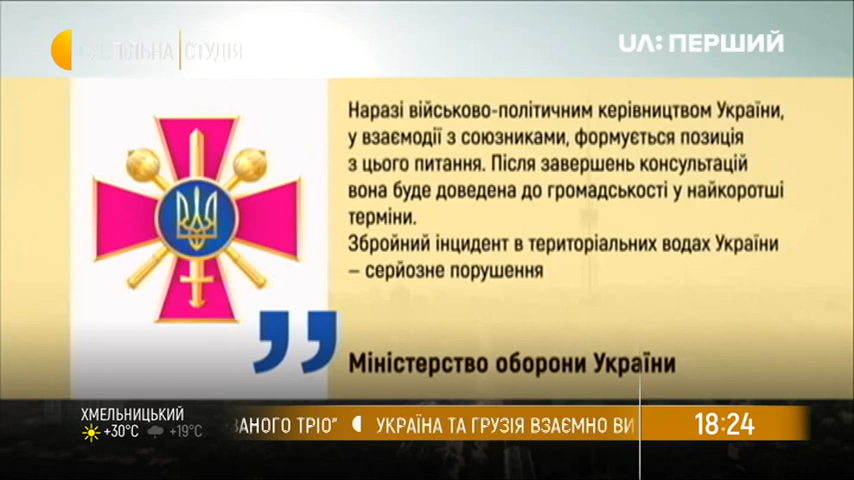 СУСПІЛЬНА СТУДІЯ
UA: ПЕРШИЙ
Наразі військово-політичним керівництвом України,
у взаємодії з союзниками, формується позиція
з цього питання. Після завершень консультацій
вона буде доведена до громадськості у найкоротші
терміни.
Збройний інцидент в територіальних водах України
– серйозне порушення
Міністерство оборони України
ХМЕЛЬНИЦЬКИЙ
+30°C +19°C
ВАНОГО ТРІО" УКРАЇНА ТА ГРУЗІЯ ВЗАЄМНО ВИ
18:24